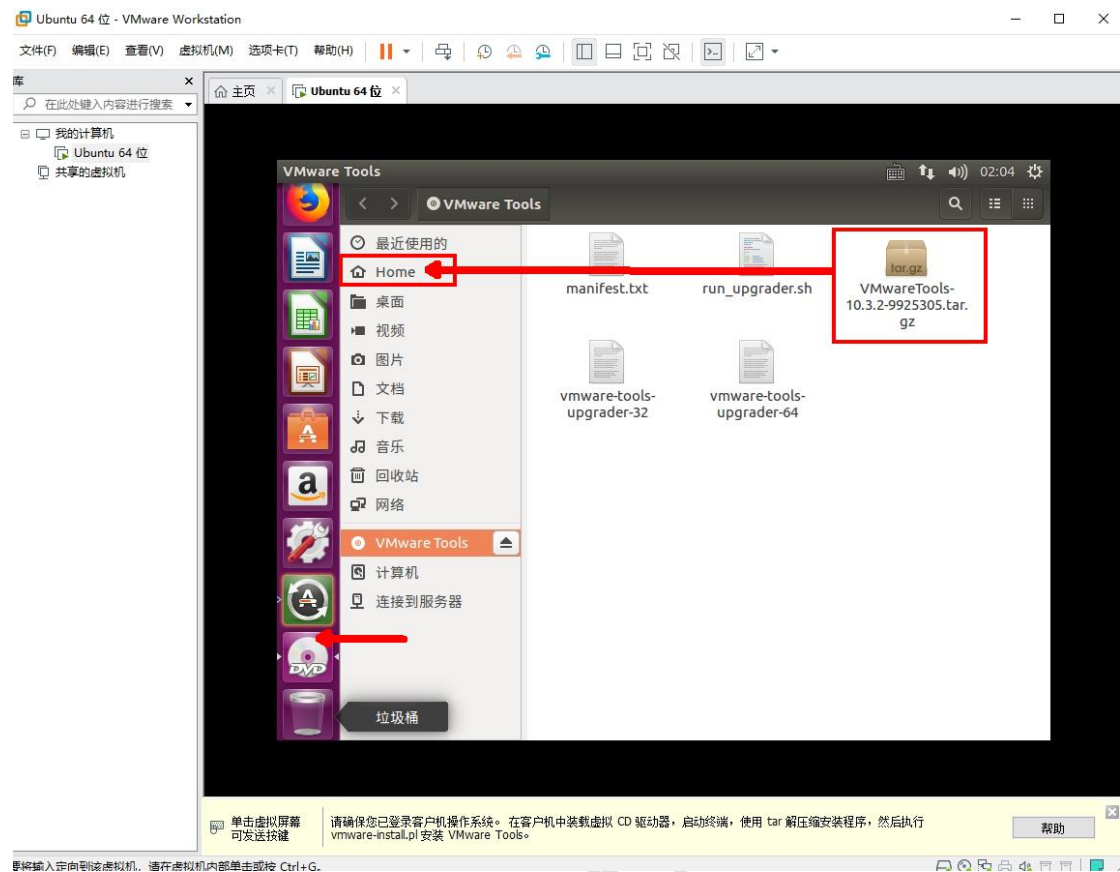 Ubuntu 64 位 - VMware Workstation
文件(F) 编辑(E) 查看(V) 虚拟机(M) 选项卡(T) 帮助(H)
库
在此处键入内容进行搜索
我的计算机
Ubuntu 64 位
共享的虚拟机
主页
Ubuntu 64 位
VMware Tools
02:04
VMware Tools
最近使用的
Home
桌面
视频
图片
文档
下载
音乐
回收站
网络
VMware Tools
计算机
连接到服务器
manifest.txt
run_upgrader.sh
tar.gz
VMwareTools-
10.3.2-9925305.tar.
gz
vmware-tools-
upgrader-32
vmware-tools-
upgrader-64
a
DVD
垃圾桶
单击虚拟屏幕
可发送按键
请确保您已登录客户机操作系统。在客户机中装载虚拟 CD 驱动器，启动终端，使用 tar 解压缩安装程序，然后执行
vmware-install.pl 安装 VMware Tools。
帮助
要将输入定向到该虚拟机，请在虚拟机内部单击或按 Ctrl+G。